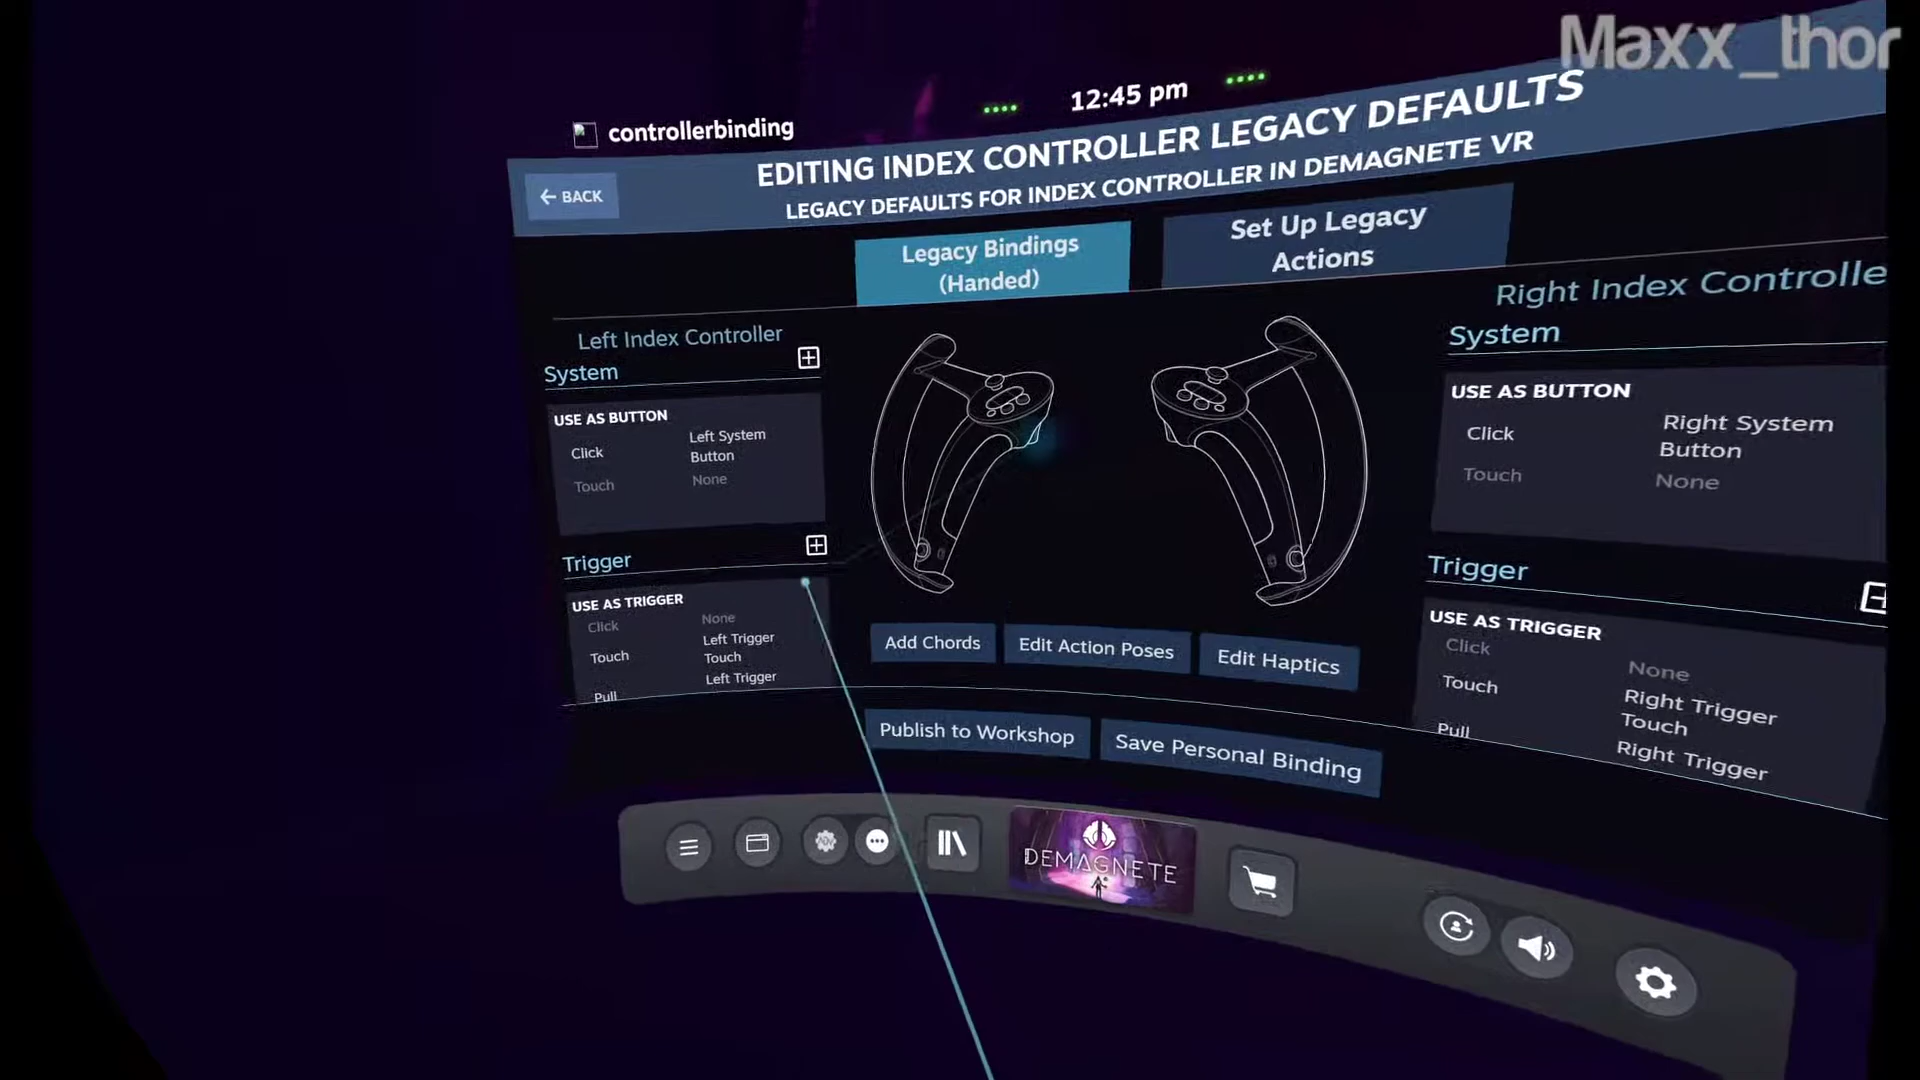 Maxx_thor
12:45 pm
controllerbinding
← BACK
EDITING INDEX CONTROLLER LEGACY DEFAULTS
LEGACY DEFAULTS FOR INDEX CONTROLLER IN DEMAGNETE VR
Legacy Bindings
(Handed)
Set Up Legacy
Actions
Left Index Controller
System
USE AS BUTTON
Click
Left System
Button
Touch
None
Trigger
USE AS TRIGGER
Click
None
Touch
Left Trigger
Touch
Pull
Left Trigger
Right Index Controlle
System
USE AS BUTTON
Click
Right System
Button
Touch
None
Trigger
USE AS TRIGGER
Click
None
Touch
Right Trigger
Touch
Pull
Right Trigger
Add Chords
Edit Action Poses
Edit Haptics
Publish to Workshop
Save Personal Binding
DEMAGNETE